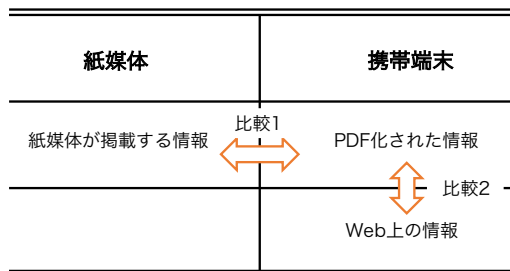 紙媒体
携帯端末
比較1
紙媒体が掲載する情報
PDF化された情報
比較2
Web上の情報